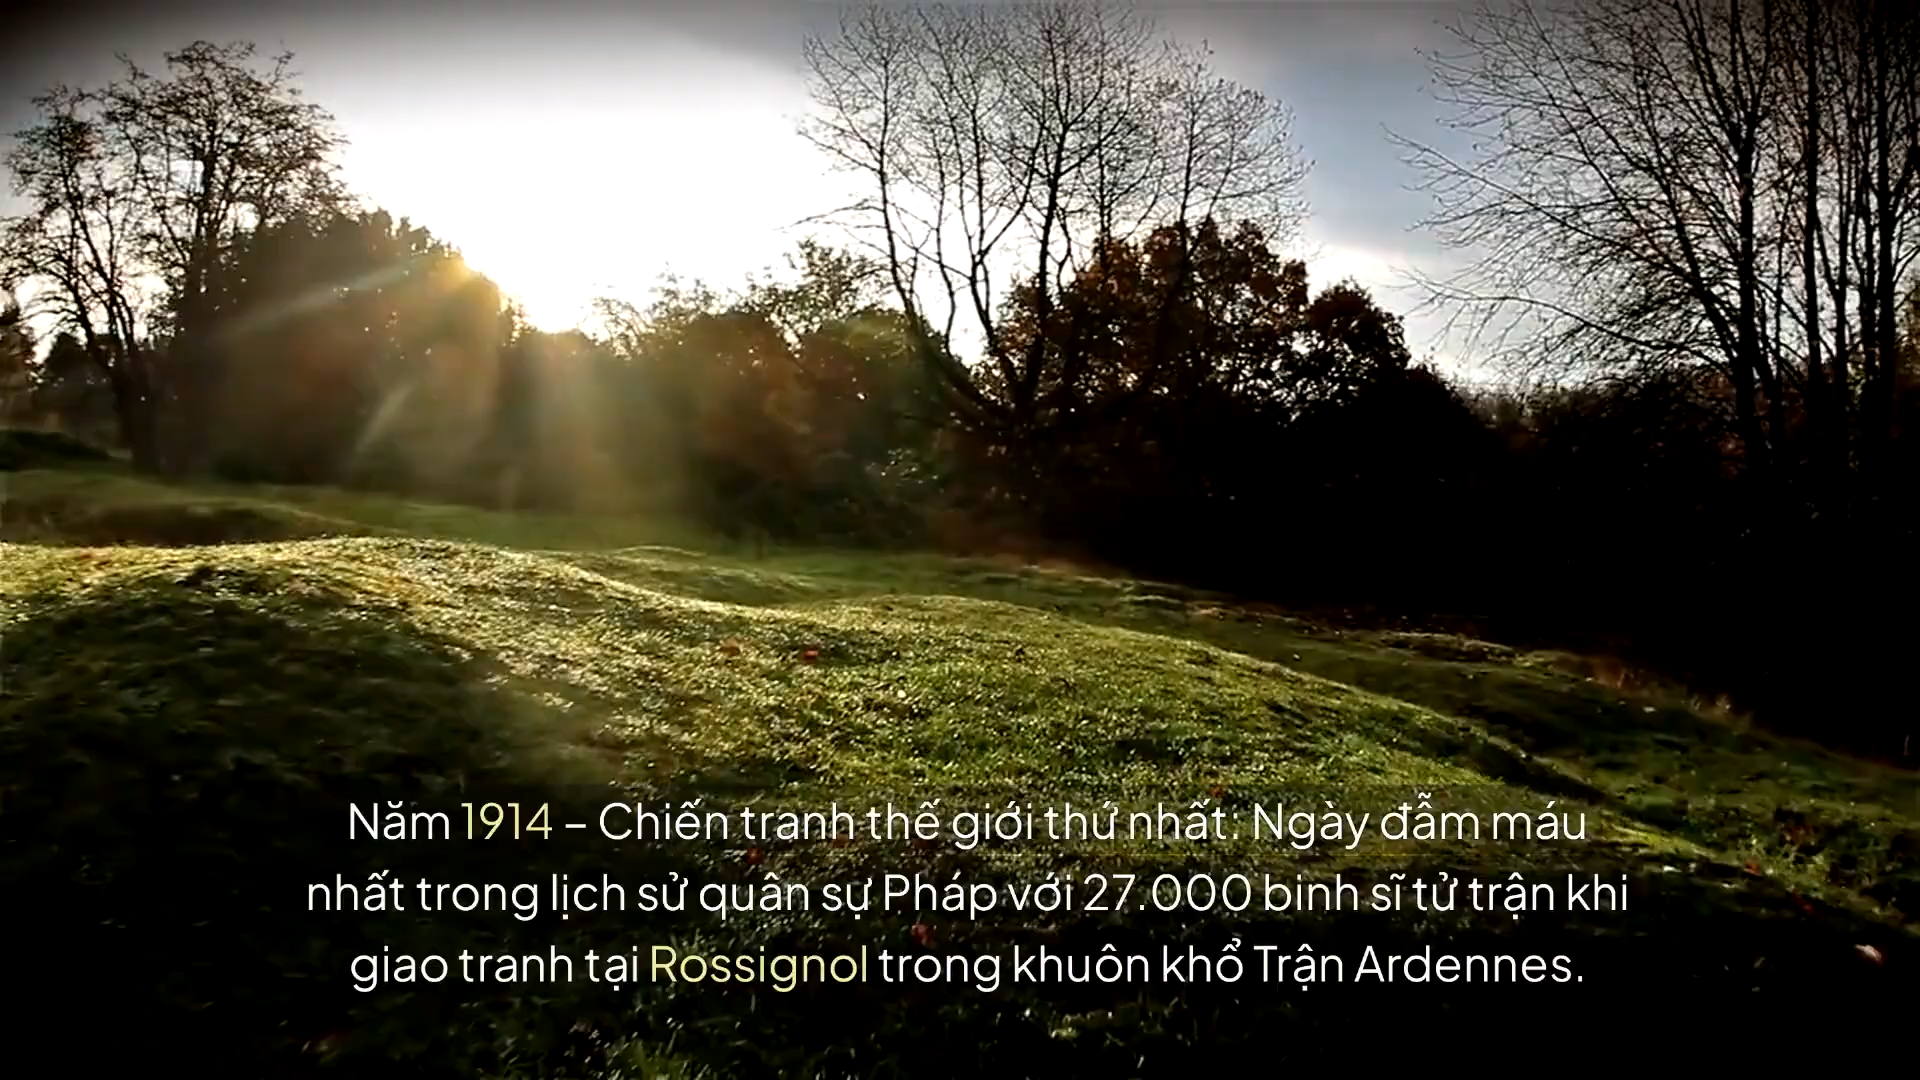 Năm 1914 – Chiến tranh thế giới thứ nhất: Ngày đẫm máu
nhất trong lịch sử quân sự Pháp với 27.000 binh sĩ tử trận khi
giao tranh tại Rossignol trong khuôn khổ Trận Ardennes.